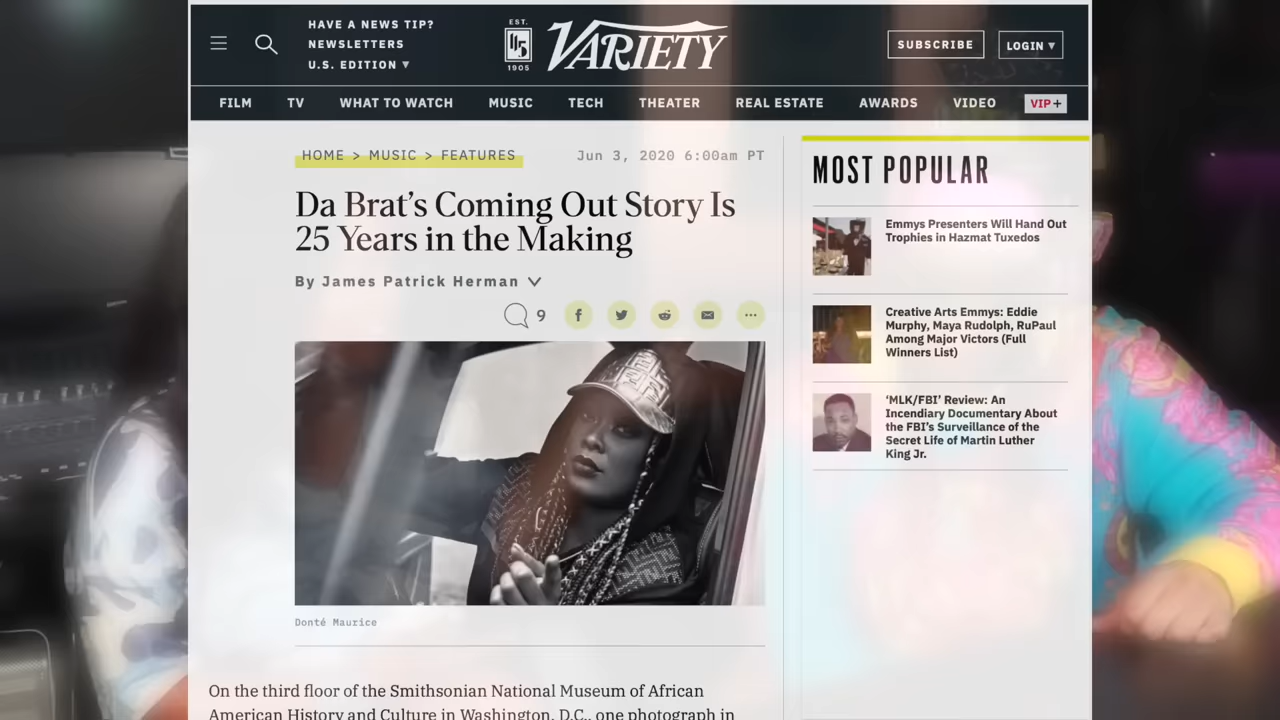 HAVE A NEWS TIP?
NEWSLETTERS
U.S. EDITION ▼
EST.
1905
VARIETY
SUBSCRIBE
LOGIN ▼
FILM TV WHAT TO WATCH MUSIC TECH THEATER REAL ESTATE AWARDS VIDEO VIP+
HOME > MUSIC > FEATURES
Jun 3, 2020 6:00am PT
Da Brat’s Coming Out Story Is
25 Years in the Making
By James Patrick Herman
9
Donté Maurice
On the third floor of the Smithsonian National Museum of African
American History and Culture in Washington, D.C., one photograph in
MOST POPULAR
Emmys Presenters Will Hand Out
Trophies in Hazmat Tuxedos
Creative Arts Emmys: Eddie
Murphy, Maya Rudolph, RuPaul
Among Major Victors (Full
Winners List)
‘MLK/FBI’ Review: An
Incendiary Documentary About
the FBI’s Surveillance of the
Secret Life of Martin Luther
King Jr.